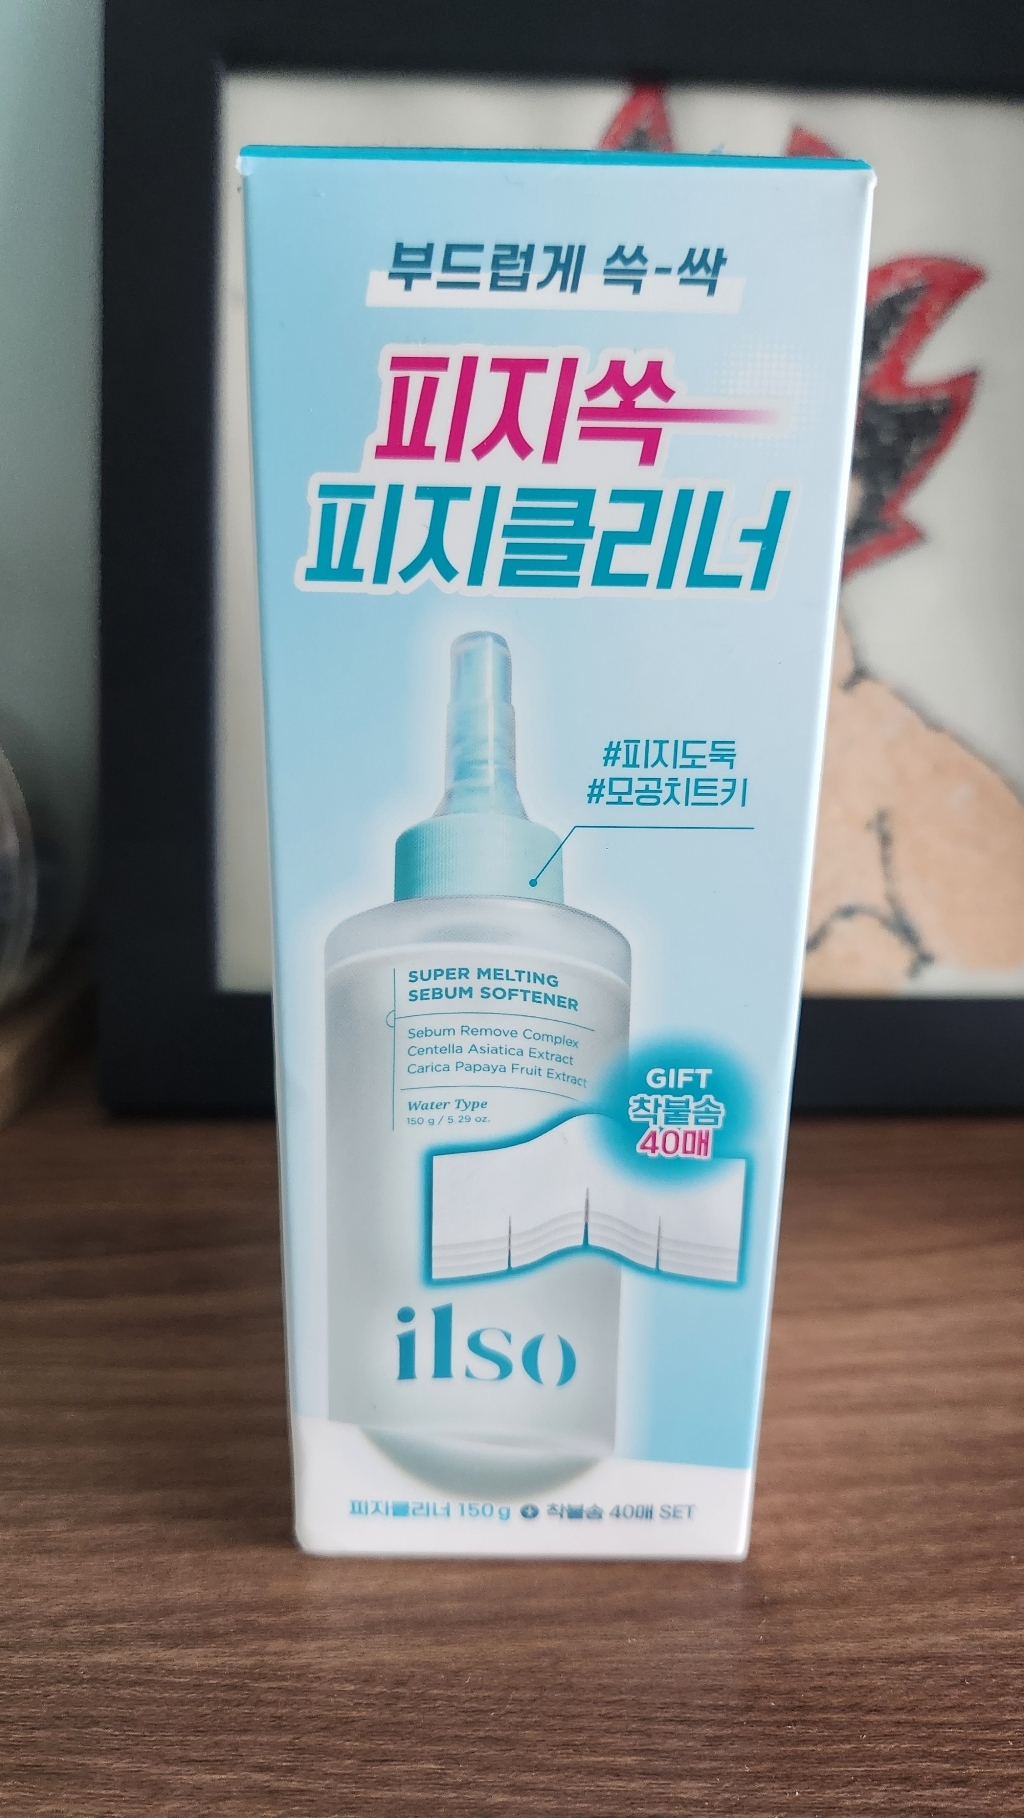 부드럽게 쓱-싹
피지쏙
피지클리너
#피지도둑
#모공치트키
SUPER MELTING
SEBUM SOFTENER
Sebum Remove Complex
Centella Asiatica Extract
Carica Papaya Fruit Extract
Water Type
150 g / 5.29 oz.
GIFT
착붙솜
40매
ilso
피지클리너 150g + 착붙솜 40매 SET